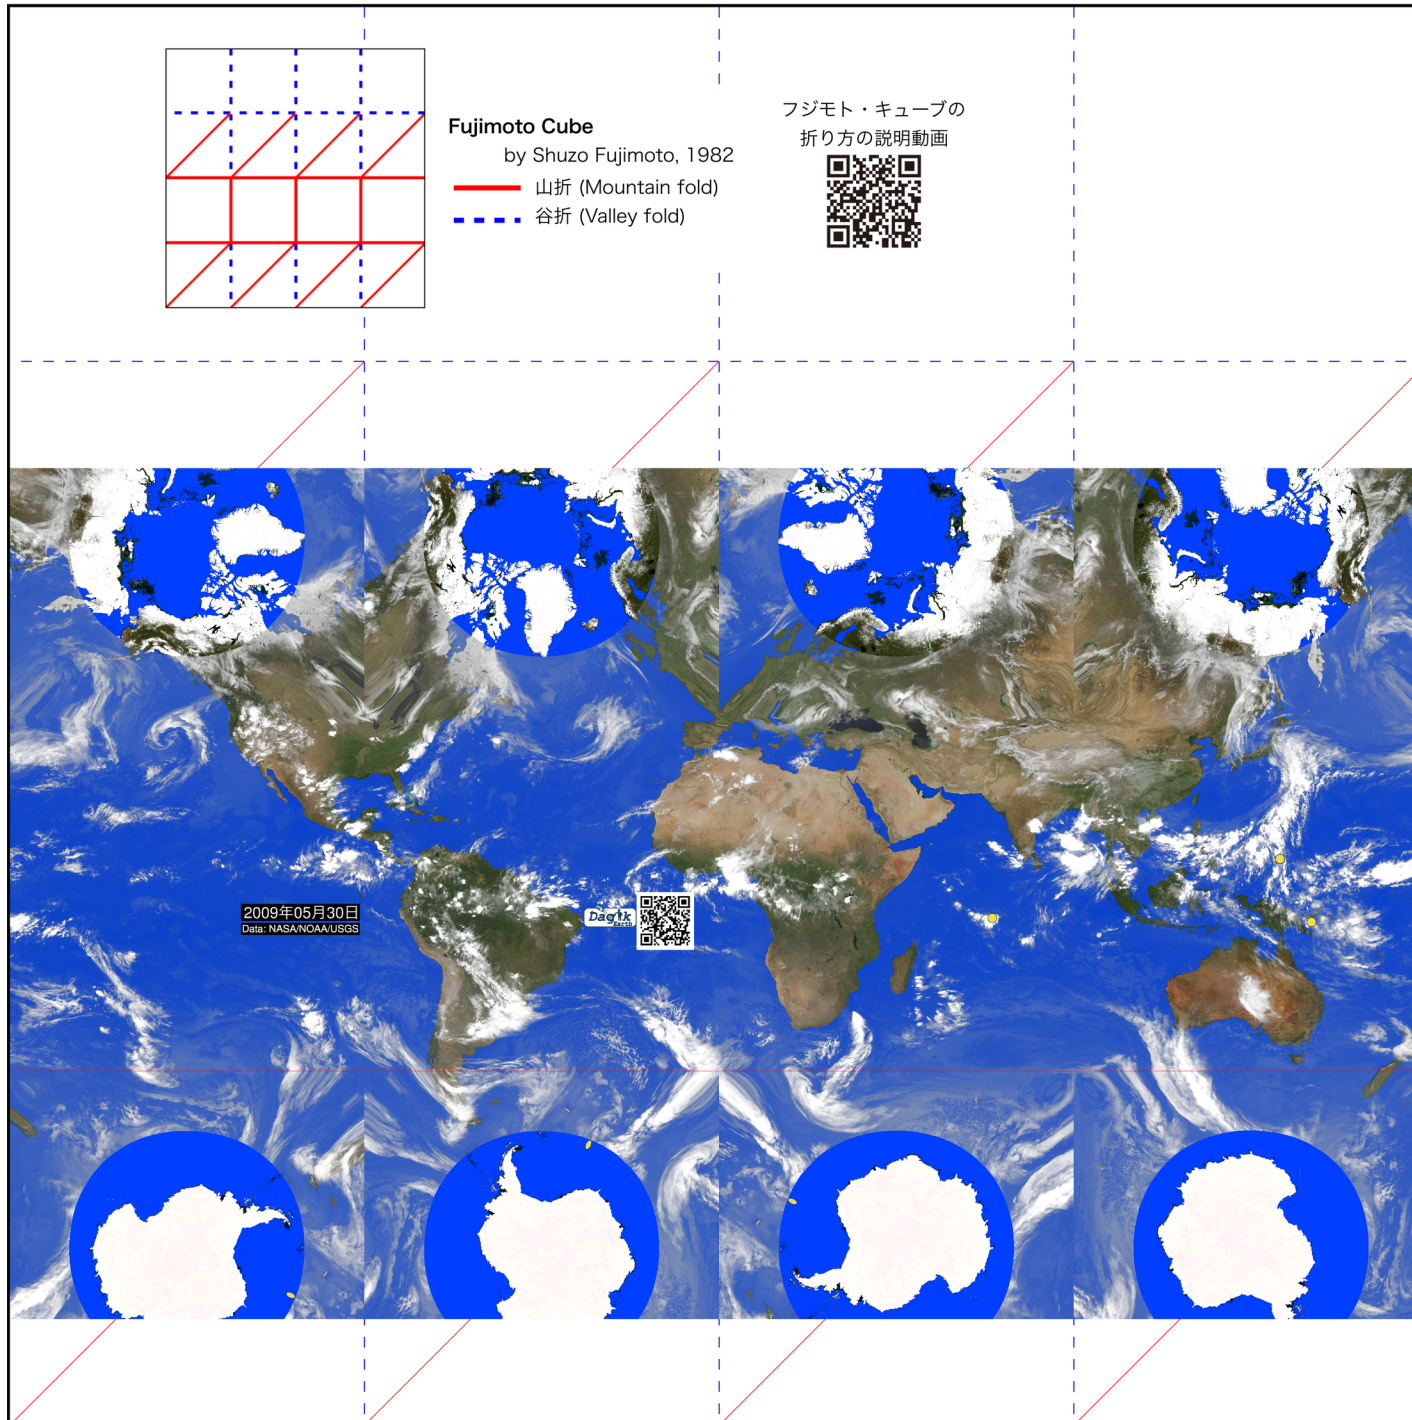 Fujimoto Cube
by Shuzo Fujimoto, 1982
山折 (Mountain fold)
谷折 (Valley fold)
フジモト・キューブの
折り方の説明動画
2009年05月30日
Data: NASA/NOAA/USGS
Dagik
Earth